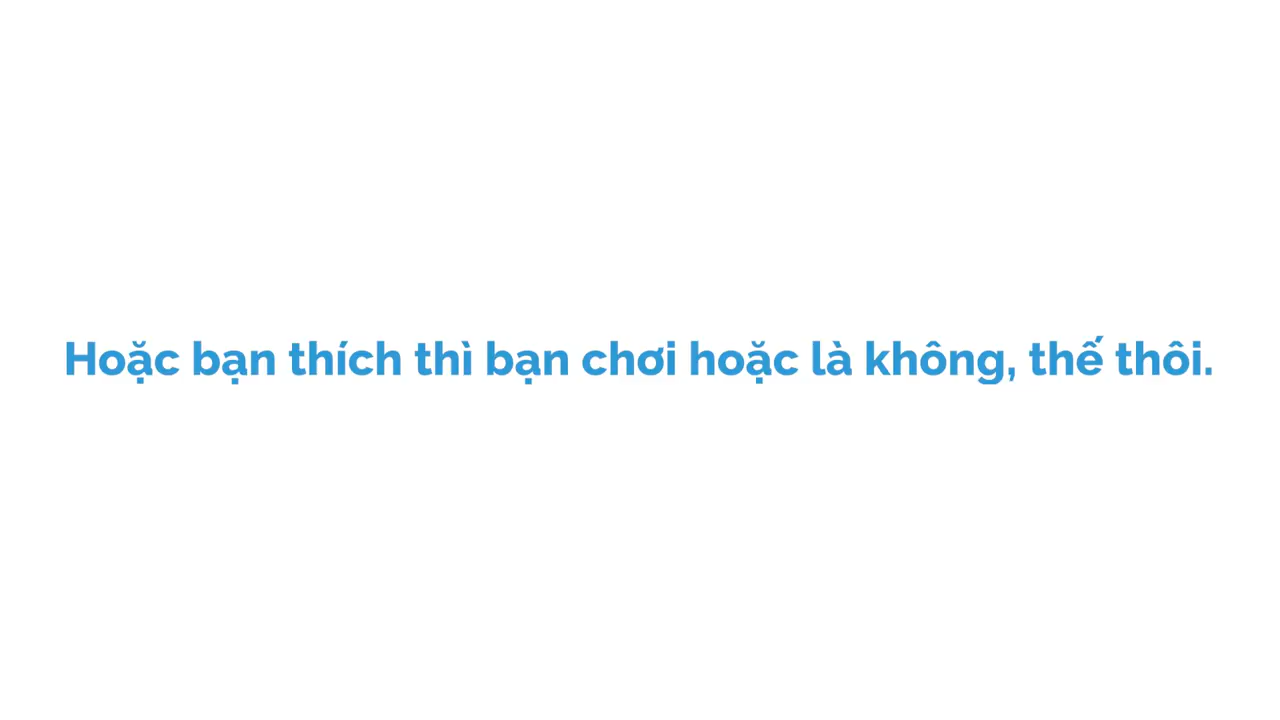 Hoặc bạn thích thì bạn chơi hoặc là không, thế thôi.